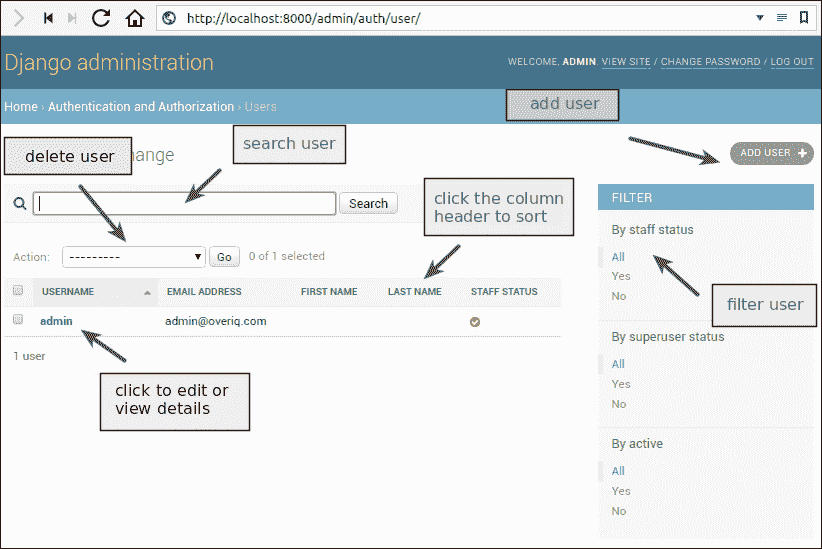 http://localhost:8000/admin/auth/user/
Django administration
WELCOME, ADMIN. VIEW SITE / CHANGE PASSWORD / LOG OUT
Home › Authentication and Authorization › Users
add user
delete user
hange
search user
ADD USER +
Search
click the column
header to sort
FILTER
By staff status
All
Yes
No
filter user
Action:
---------
Go
0 of 1 selected
USERNAME
EMAIL ADDRESS
FIRST NAME
LAST NAME
STAFF STATUS
admin
admin@overiq.com
1 user
click to edit or
view details
By superuser status
All
Yes
No
By active
All
Yes
No